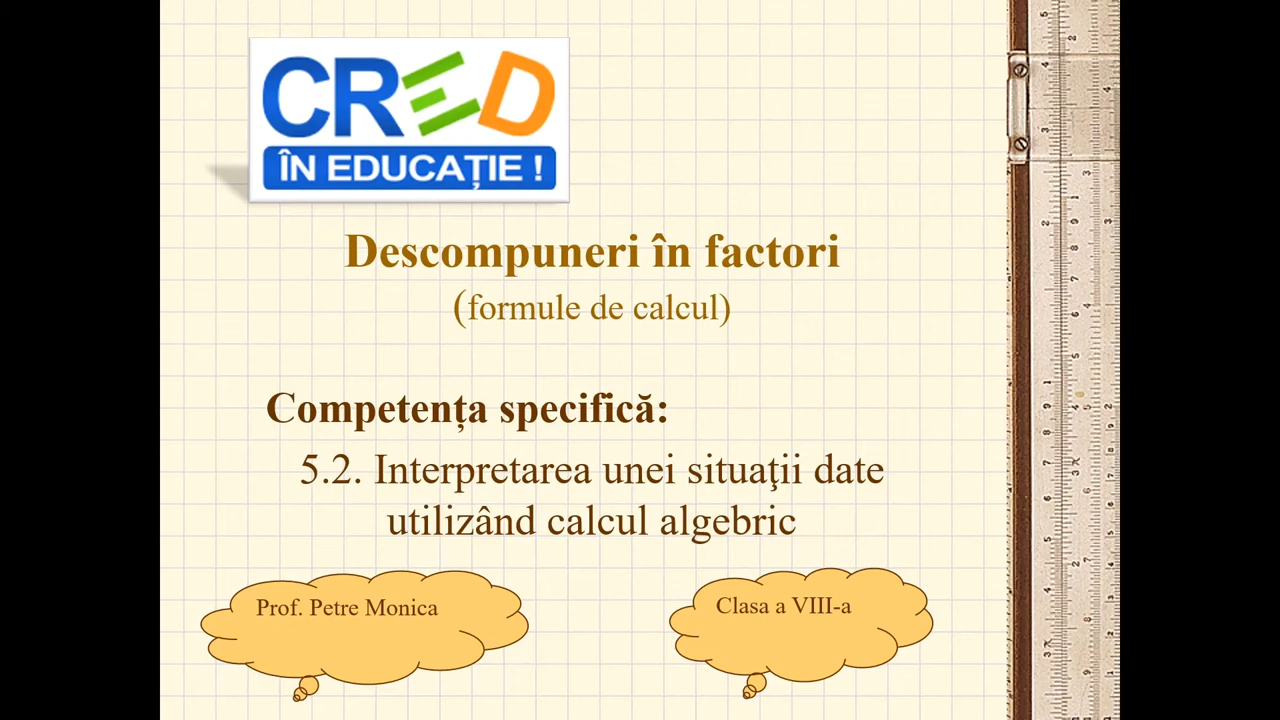 CRED
ÎN EDUCAȚIE !
Descompuneri în factori
(formule de calcul)
Competența specifică:
5.2. Interpretarea unei situaţii date
utilizând calcul algebric
Prof. Petre Monica
Clasa a VIII-a